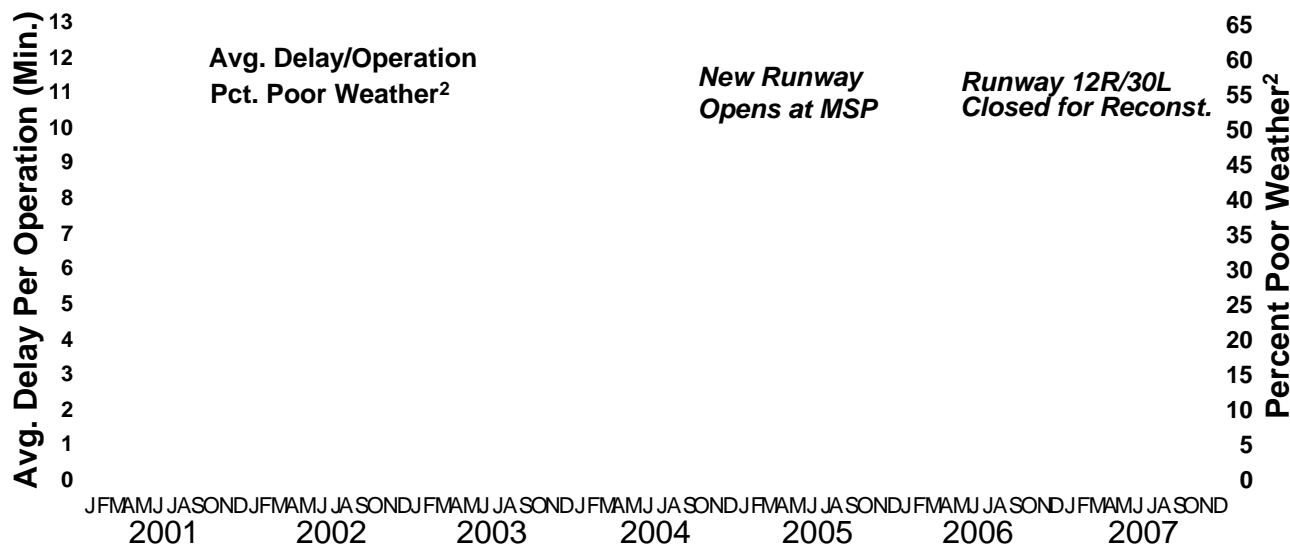 Avg. Delay Per Operation (Min.)
13
12
11
10
9
8
7
6
5
4
3
2
1
0
Avg. Delay/Operation
Pct. Poor Weather²
New Runway
Opens at MSP
Runway 12R/30L
Closed for Reconst.
65
60
55
50
45
40
35
30
25
20
15
10
5
0
Percent Poor Weather²
JFMAMJJASONDJFMAMJJASONDJFMAMJJASONDJFMAMJJASONDJFMAMJJASONDJFMAMJJASONDJFMAMJJASOND
2001 2002 2003 2004 2005 2006 2007